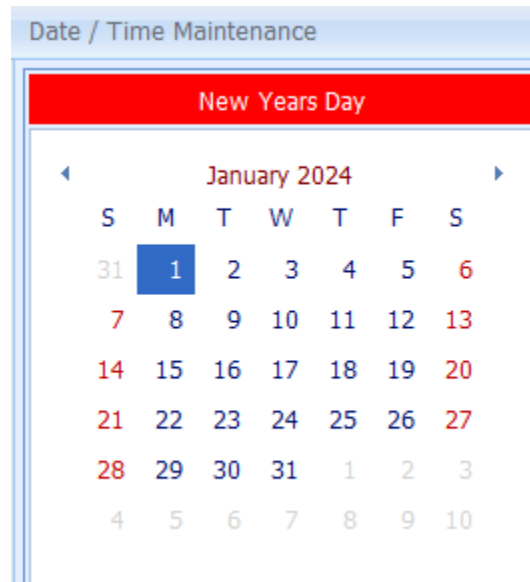 Date / Time Maintenance
New Years Day
January 2024
S M T W T F S
31 1 2 3 4 5 6
7 8 9 10 11 12 13
14 15 16 17 18 19 20
21 22 23 24 25 26 27
28 29 30 31 1 2 3
4 5 6 7 8 9 10